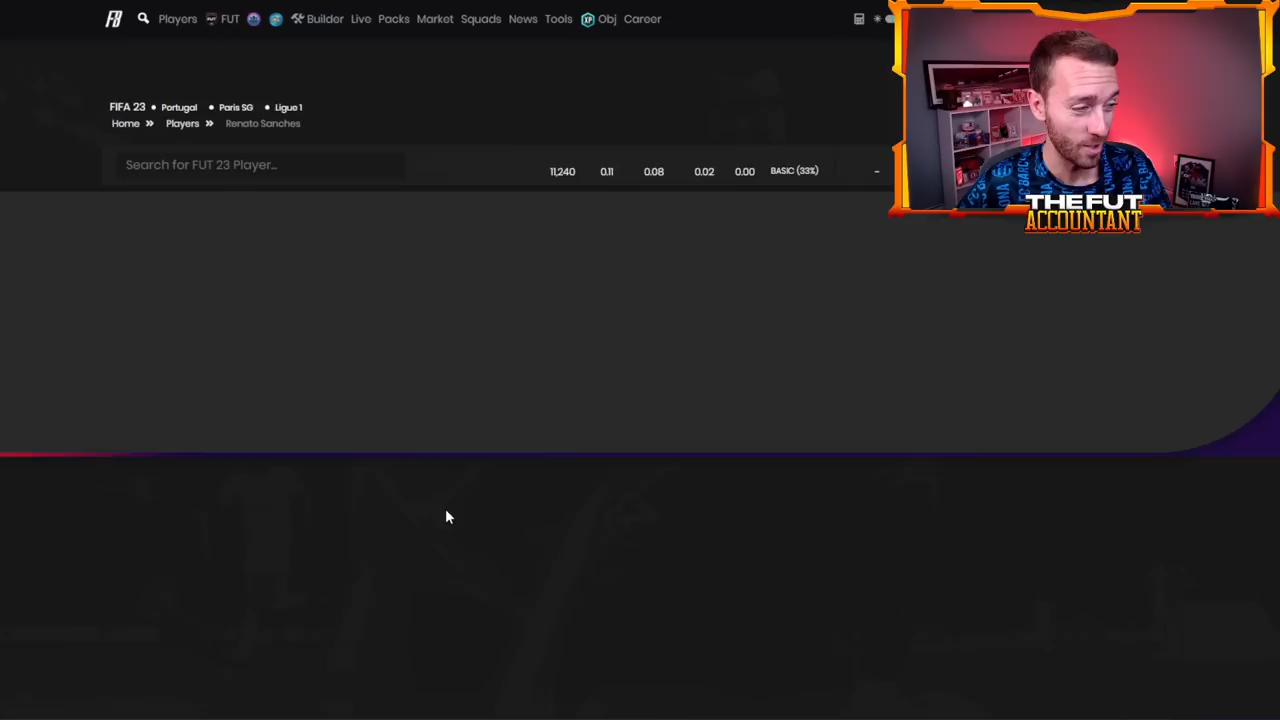 FB Players FUT Builder Live Packs Market Squads News Tools XP Obj Career
FIFA 23 • Portugal • Paris SG • Ligue 1
Home » Players » Renato Sanches
Search for FUT 23 Player...
11,240 0.11 0.08 0.02 0.00 BASIC (33%) -
THE FUT
ACCOUNTANT